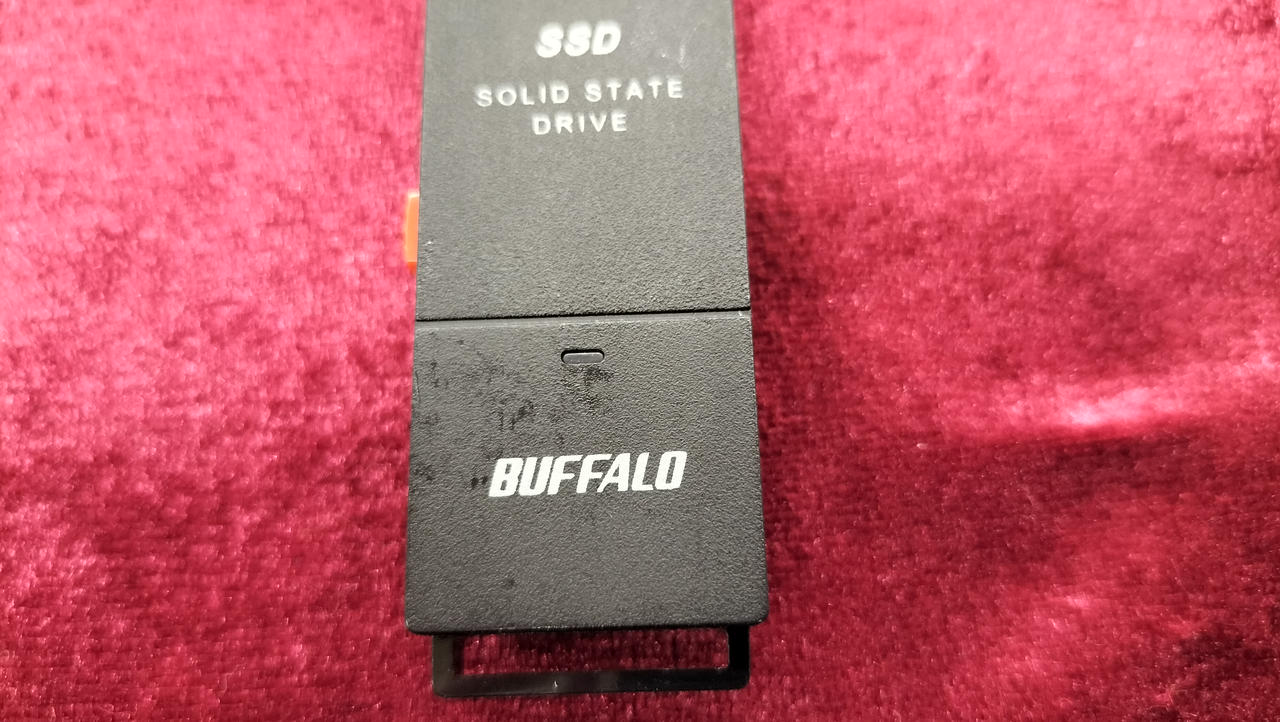 SSD
SOLID STATE
DRIVE
BUFFALO